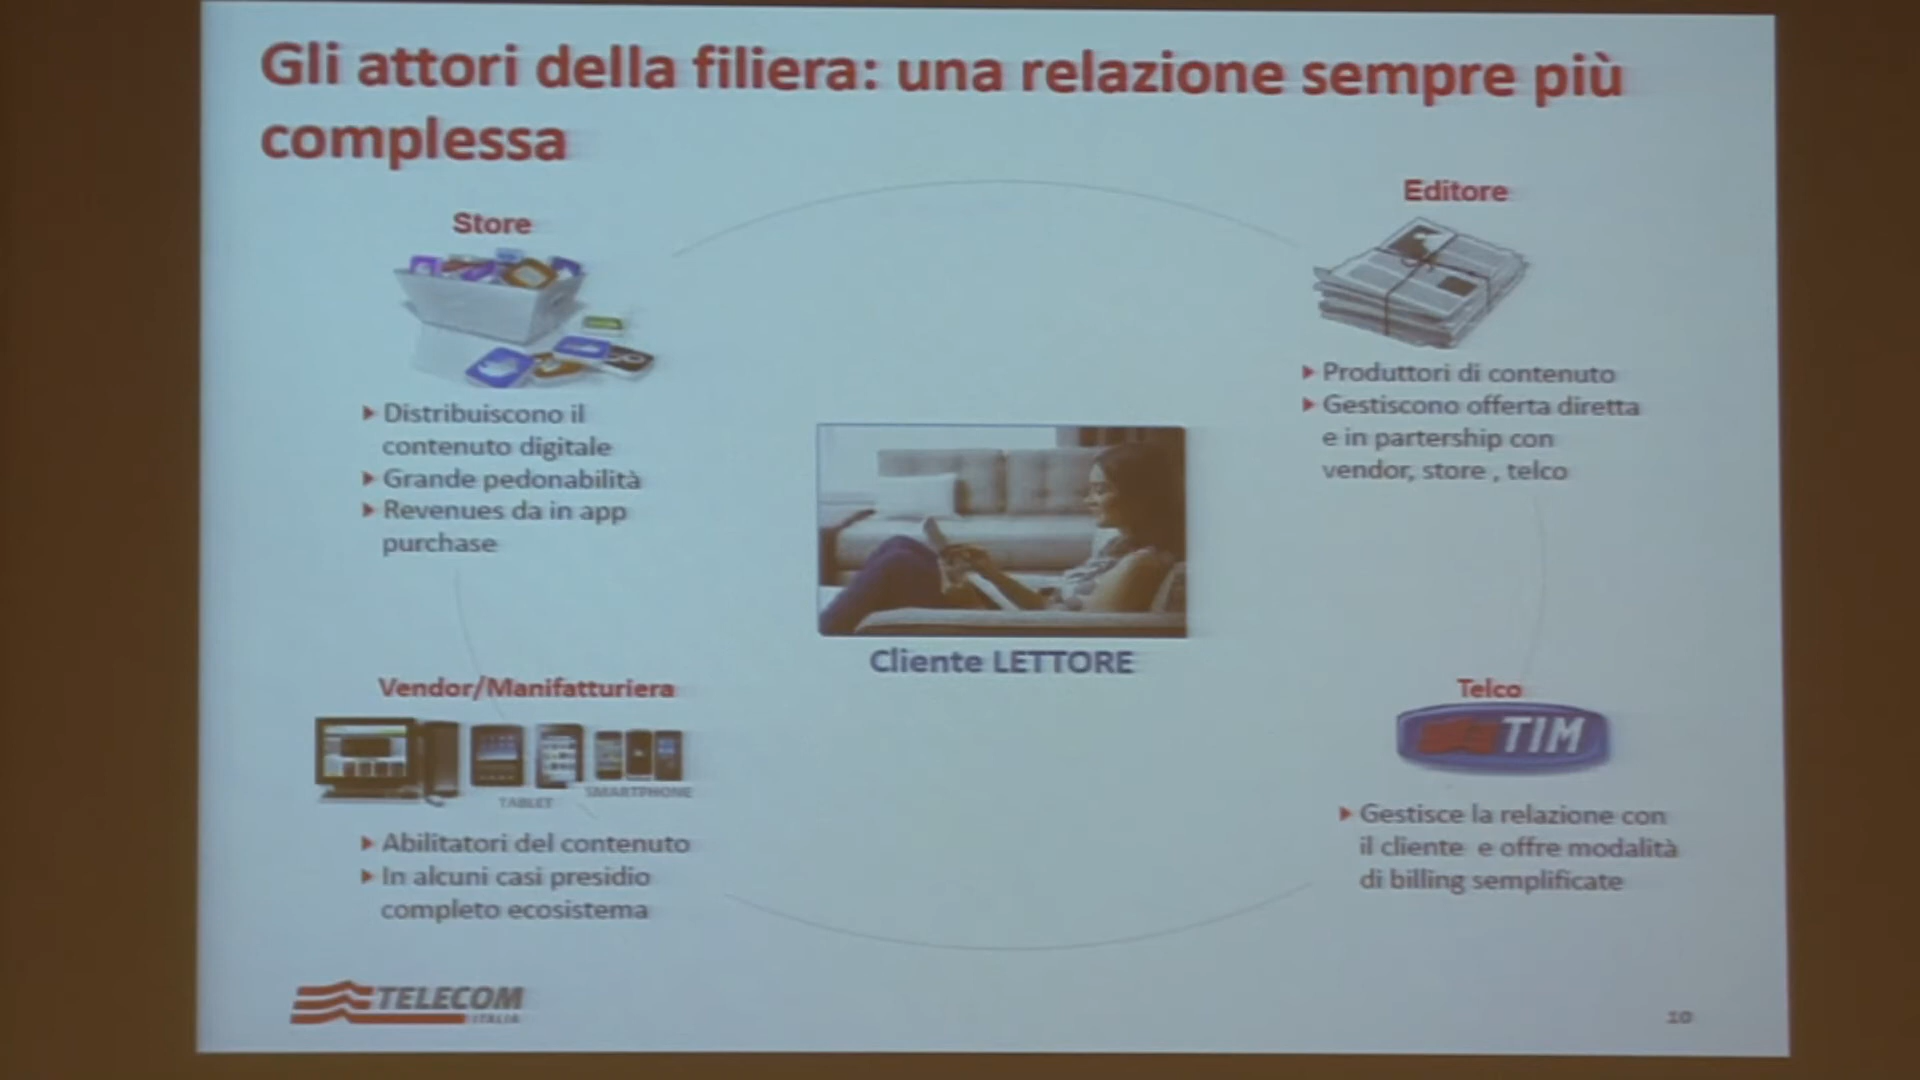 Gli attori della filiera: una relazione sempre più
complessa
Store
Distribuiscono il
contenuto digitale
Grande pedonabilità
Revenues da in app
purchase
Editore
Produttori di contenuto
Gestiscono offerta diretta
e in partership con
vendor, store , telco
Cliente LETTORE
Vendor/Manifatturiera
TABLET
SMARTPHONE
Abilitatori del contenuto
In alcuni casi presidio
completo ecosistema
Telco
TIM
Gestisce la relazione con
il cliente e offre modalità
di billing semplificate
TELECOM
ITALIA
10